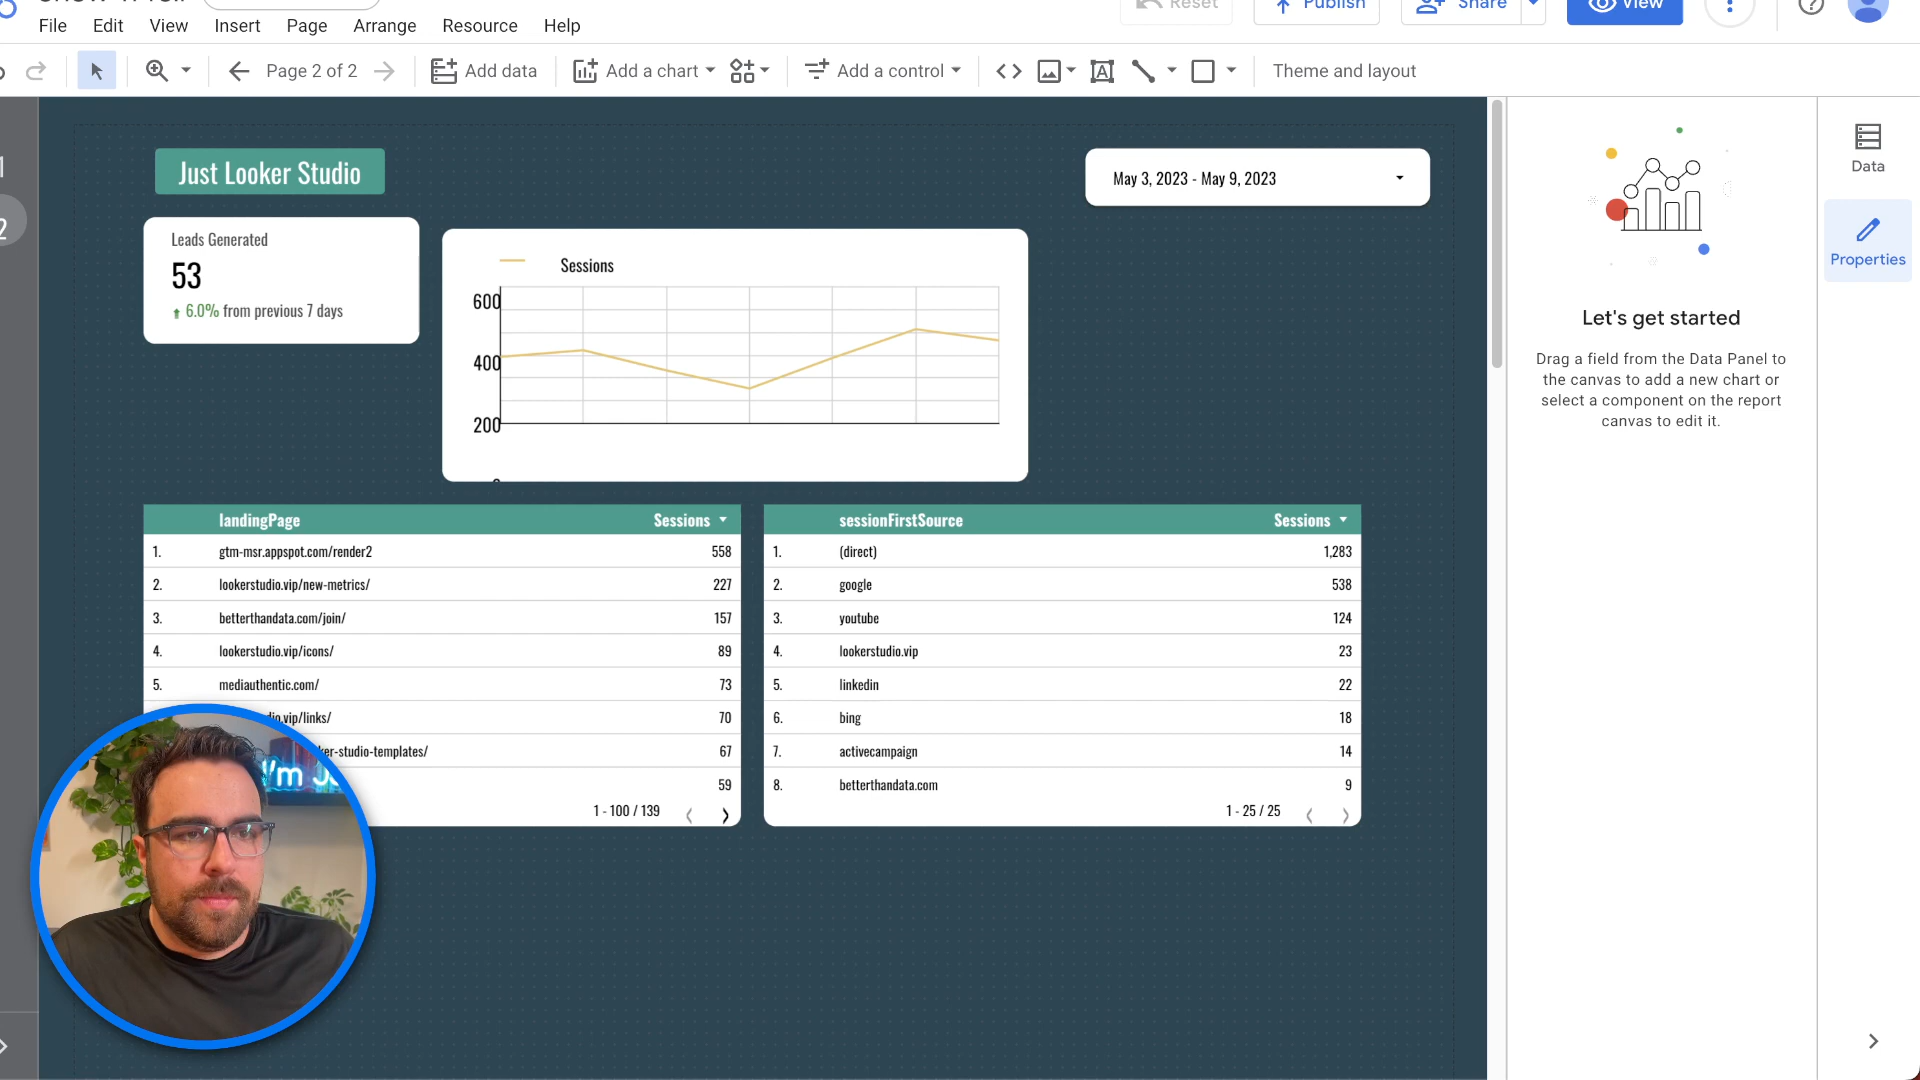 Reset
Publish
Share
View
File Edit View Insert Page Arrange Resource Help
Page 2 of 2
Add data
Add a chart
Add a control
Theme and layout
Just Looker Studio
May 3, 2023 - May 9, 2023
Leads Generated
53
6.0% from previous 7 days
Sessions
600
400
200
landingPage Sessions
1. gtm-msr.appspot.com/render2 558
2. lookerstudio.vip/new-metrics/ 227
3. betterthandata.com/join/ 157
4. lookerstudio.vip/icons/ 89
5. mediauthentic.com/ 73
dio.vip/links/ 70
ker-studio-templates/ 67
59
1 - 100 / 139
sessionFirstSource Sessions
1. (direct) 1,283
2. google 538
3. youtube 124
4. lookerstudio.vip 23
5. linkedin 22
6. bing 18
7. activecampaign 14
8. betterthandata.com 9
1 - 25 / 25
I'm J
Let's get started
Drag a field from the Data Panel to
the canvas to add a new chart or
select a component on the report
canvas to edit it.
Data
Properties
2